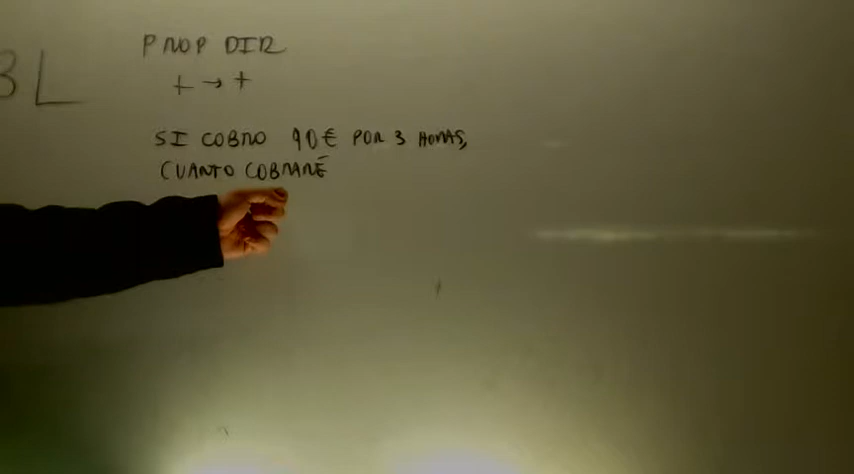 3L
PROP DIR
+ → +
SI COBRO 90€ POR 3 HORAS,
CUANTO COBRARÉ